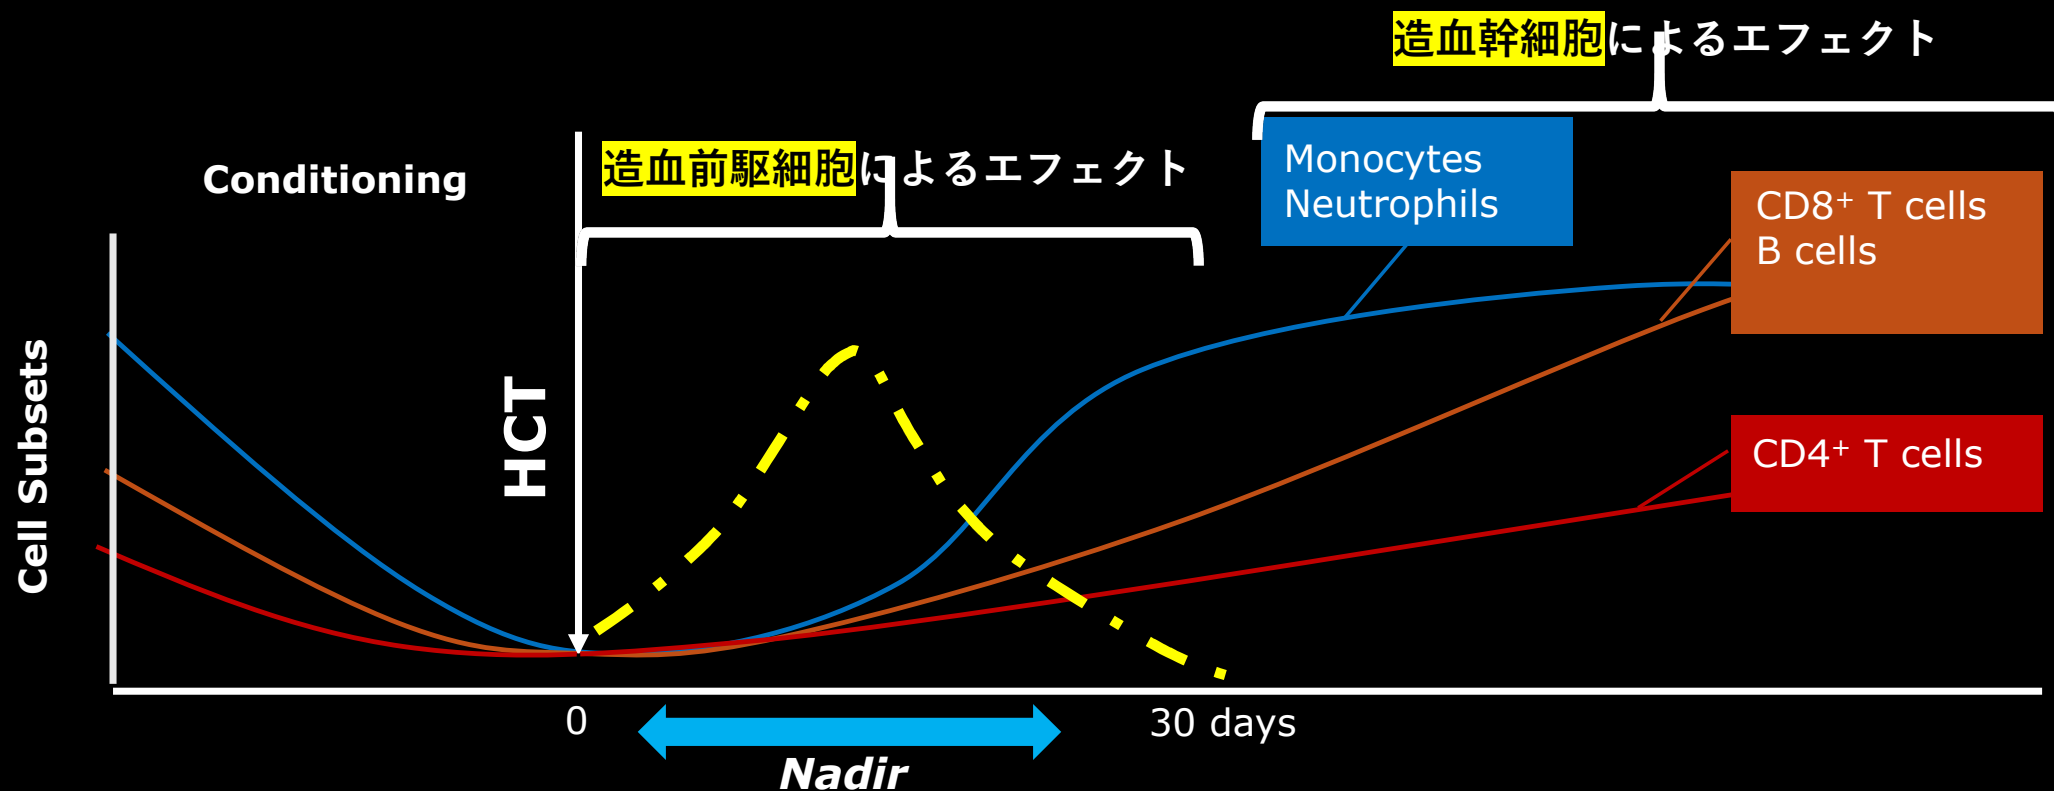 造血幹細胞によるエフェクト
造血前駆細胞によるエフェクト
Conditioning
Monocytes
Neutrophils
CD8⁺ T cells
B cells
CD4⁺ T cells
HCT
Cell Subsets
0
30 days
Nadir